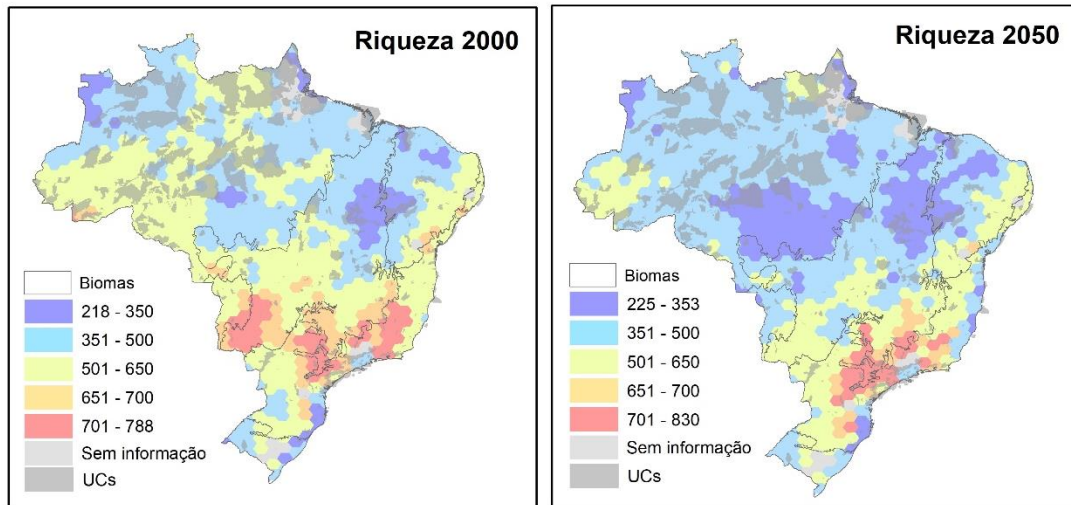 Riqueza 2000
Biomas
218 - 350
351 - 500
501 - 650
651 - 700
701 - 788
Sem informação
UCs
Riqueza 2050
Biomas
225 - 353
351 - 500
501 - 650
651 - 700
701 - 830
Sem informação
UCs